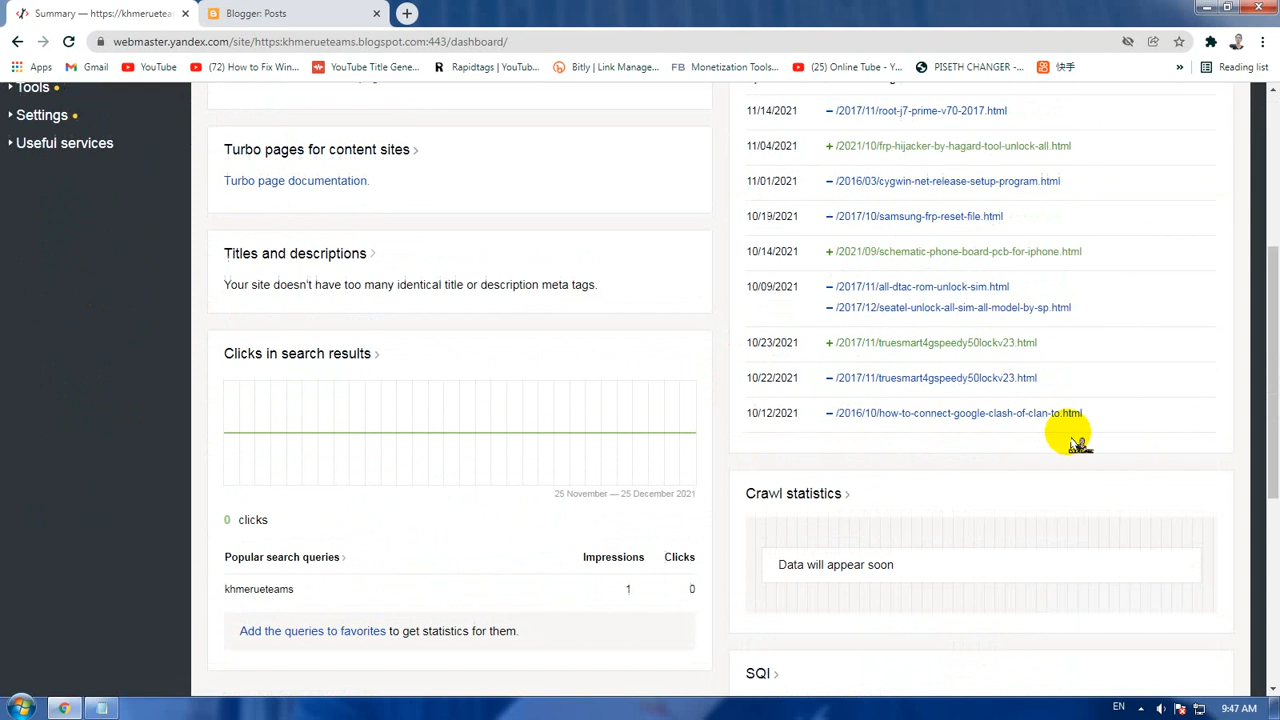 Summary — https://khmerueteam
Blogger: Posts
webmaster.yandex.com/site/https:khmerueteams.blogspot.com:443/dashboard/
Apps
Gmail
YouTube
(72) How to Fix Win...
YouTube Title Gene...
Rapidtags | YouTub...
Bitly | Link Manage...
FB Monetization Tools...
(25) Online Tube - Y...
PISETH CHANGER -...
快手
»
Reading list
Tools
Settings
Useful services
Turbo pages for content sites ›
Turbo page documentation.
Titles and descriptions ›
Your site doesn't have too many identical title or description meta tags.
Clicks in search results ›
25 November — 25 December 2021
0 clicks
Popular search queries › Impressions Clicks
khmerueteams 1 0
Add the queries to favorites to get statistics for them.
11/14/2021 – /2017/11/root-j7-prime-v70-2017.html
11/04/2021 + /2021/10/frp-hijacker-by-hagard-tool-unlock-all.html
11/01/2021 – /2016/03/cygwin-net-release-setup-program.html
10/19/2021 – /2017/10/samsung-frp-reset-file.html
10/14/2021 + /2021/09/schematic-phone-board-pcb-for-iphone.html
10/09/2021 – /2017/11/all-dtac-rom-unlock-sim.html
– /2017/12/seatel-unlock-all-sim-all-model-by-sp.html
10/23/2021 + /2017/11/truesmart4gspeedy50lockv23.html
10/22/2021 – /2017/11/truesmart4gspeedy50lockv23.html
10/12/2021 – /2016/10/how-to-connect-google-clash-of-clan-to.html
Crawl statistics ›
Data will appear soon
SQI ›
EN
9:47 AM